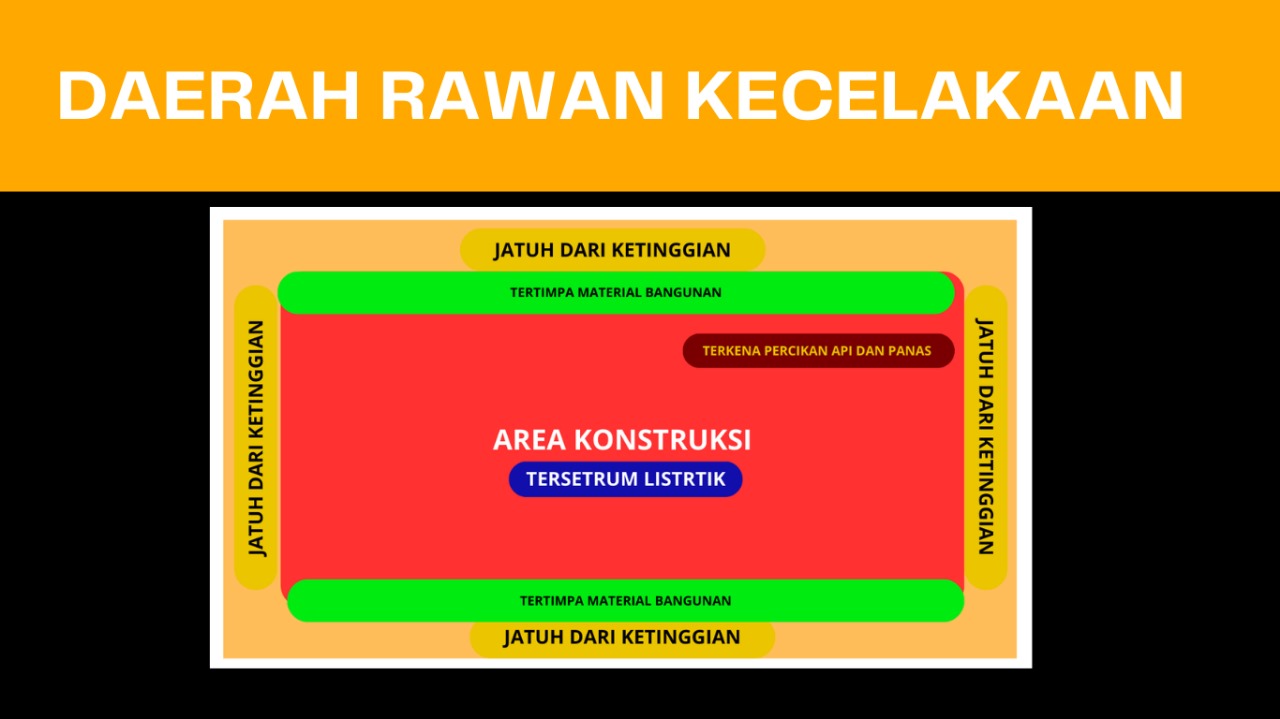 DAERAH RAWAN KECELAKAAN
JATUH DARI KETINGGIAN
TERTIMPA MATERIAL BANGUNAN
JATUH DARI KETINGGIAN
TERKENA PERCIKAN API DAN PANAS
JATUH DARI KETINGGIAN
AREA KONSTRUKSI
TERSETRUM LISTRTIK
TERTIMPA MATERIAL BANGUNAN
JATUH DARI KETINGGIAN